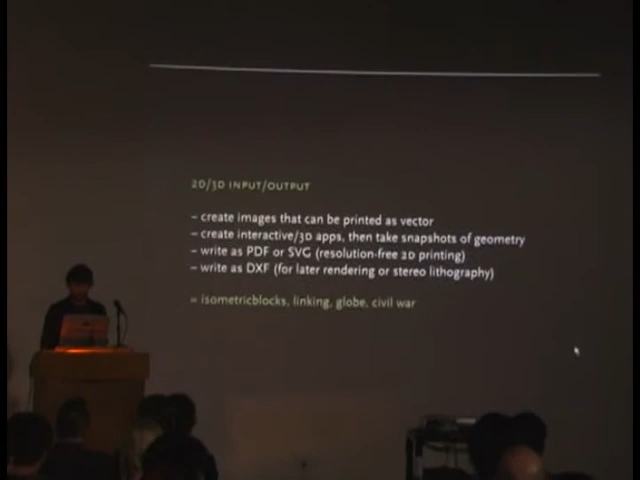 2D/3D INPUT/OUTPUT
– create images that can be printed as vector
– create interactive/3D apps, then take snapshots of geometry
– write as PDF or SVG (resolution-free 2D printing)
– write as DXF (for later rendering or stereo lithography)
= isometricblocks, linking, globe, civil war